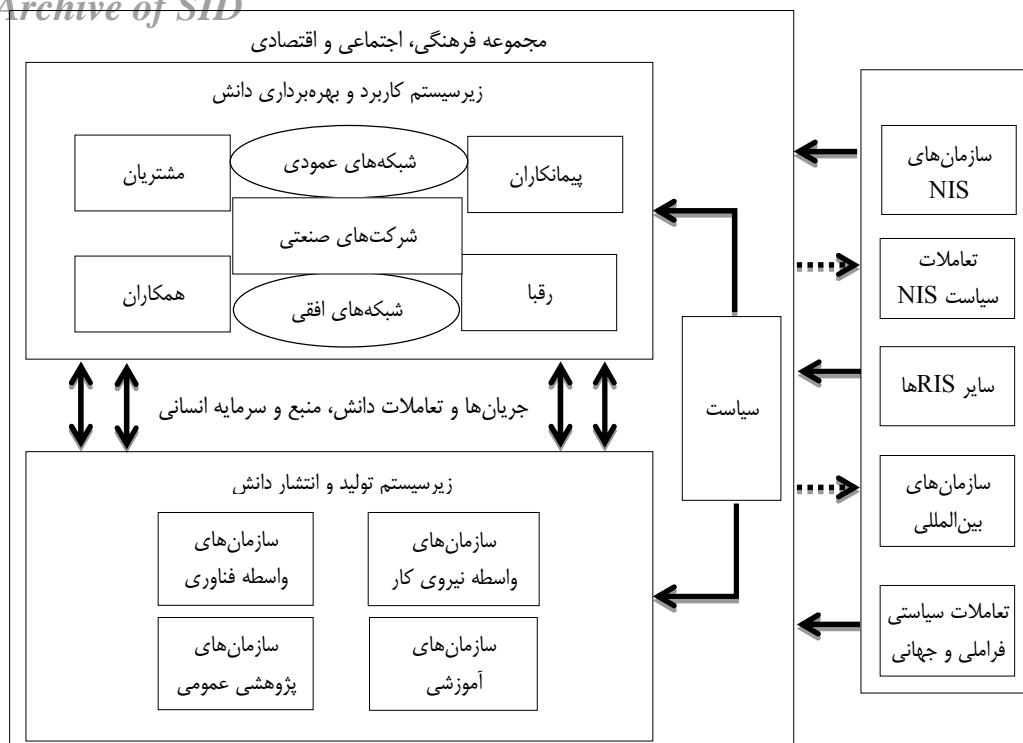 Archive of SID
مجموعه فرهنگی، اجتماعی و اقتصادی
زیرسیستم کاربرد و بهره‌برداری دانش
پیمانکاران
شبکه‌های عمودی
مشتریان
شرکت‌های صنعتی
رقبا
شبکه‌های افقی
همکاران
جریان‌ها و تعاملات دانش، منبع و سرمایه انسانی
زیرسیستم تولید و انتشار دانش
سازمان‌های
واسطه نیروی کار
سازمان‌های
واسطه فناوری
سازمان‌های
آموزشی
سازمان‌های
پژوهشی عمومی
سیاست
سازمان‌های
NIS
تعاملات
سیاست NIS
سایر RISها
سازمان‌های
بین‌المللی
تعاملات سیاستی
فراملی و جهانی